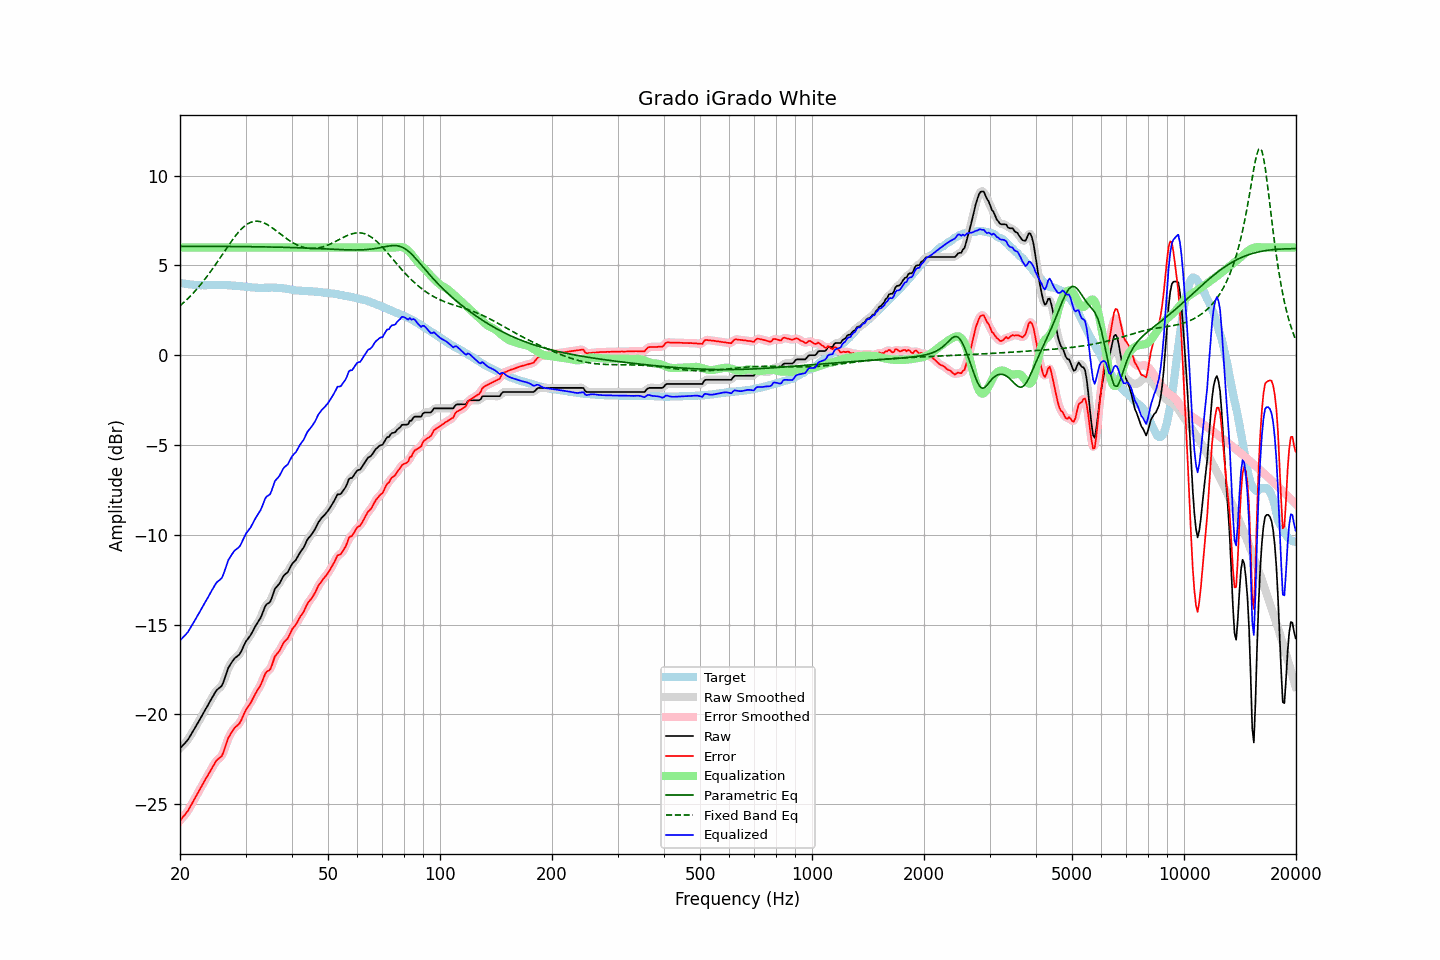 Grado iGrado White
Amplitude (dBr)
10
5
0
−5
−10
−15
−20
−25
Target
Raw Smoothed
Error Smoothed
Raw
Error
Equalization
Parametric Eq
Fixed Band Eq
Equalized
20 50 100 200 500 1000 2000 5000 10000 20000
Frequency (Hz)